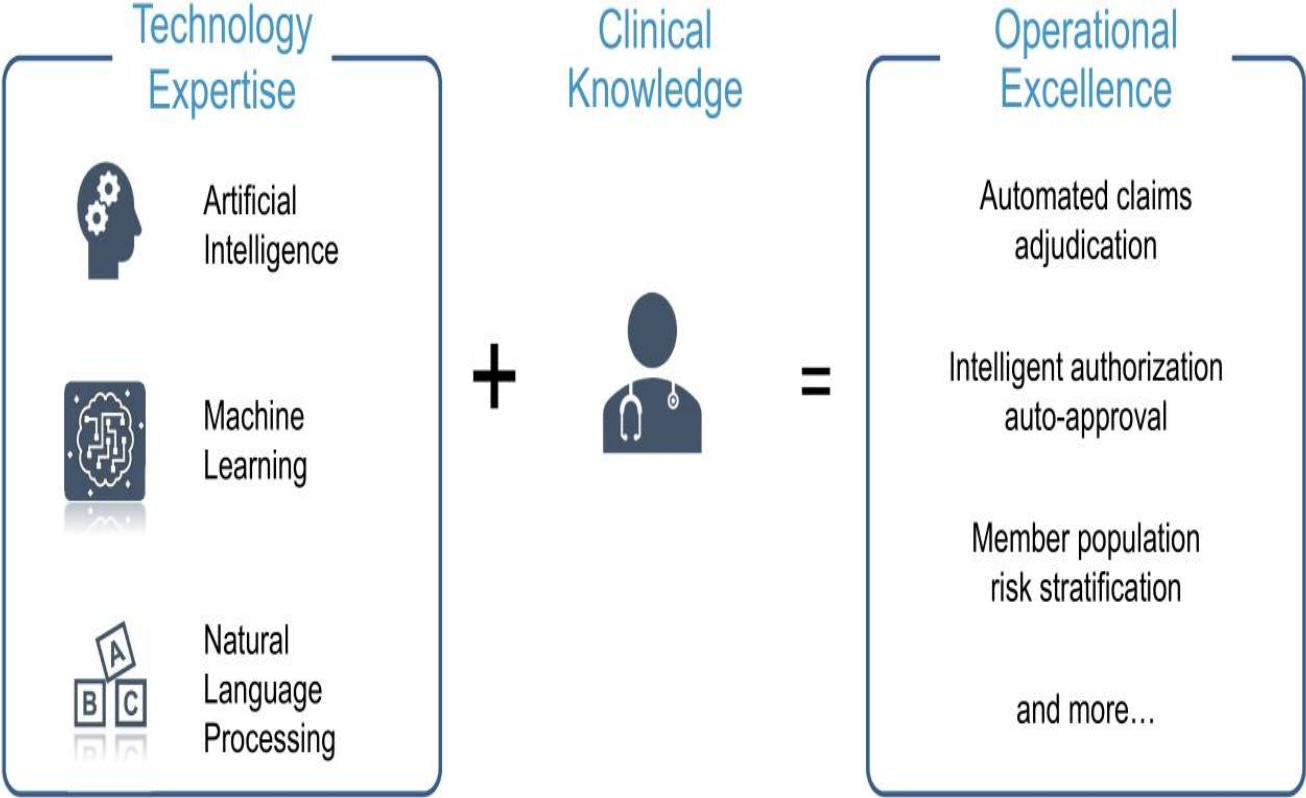 Technology
Expertise
Artificial
Intelligence
Machine
Learning
A
B C
Natural
Language
Processing
+
Clinical
Knowledge
=
Operational
Excellence
Automated claims
adjudication
Intelligent authorization
auto-approval
Member population
risk stratification
and more…